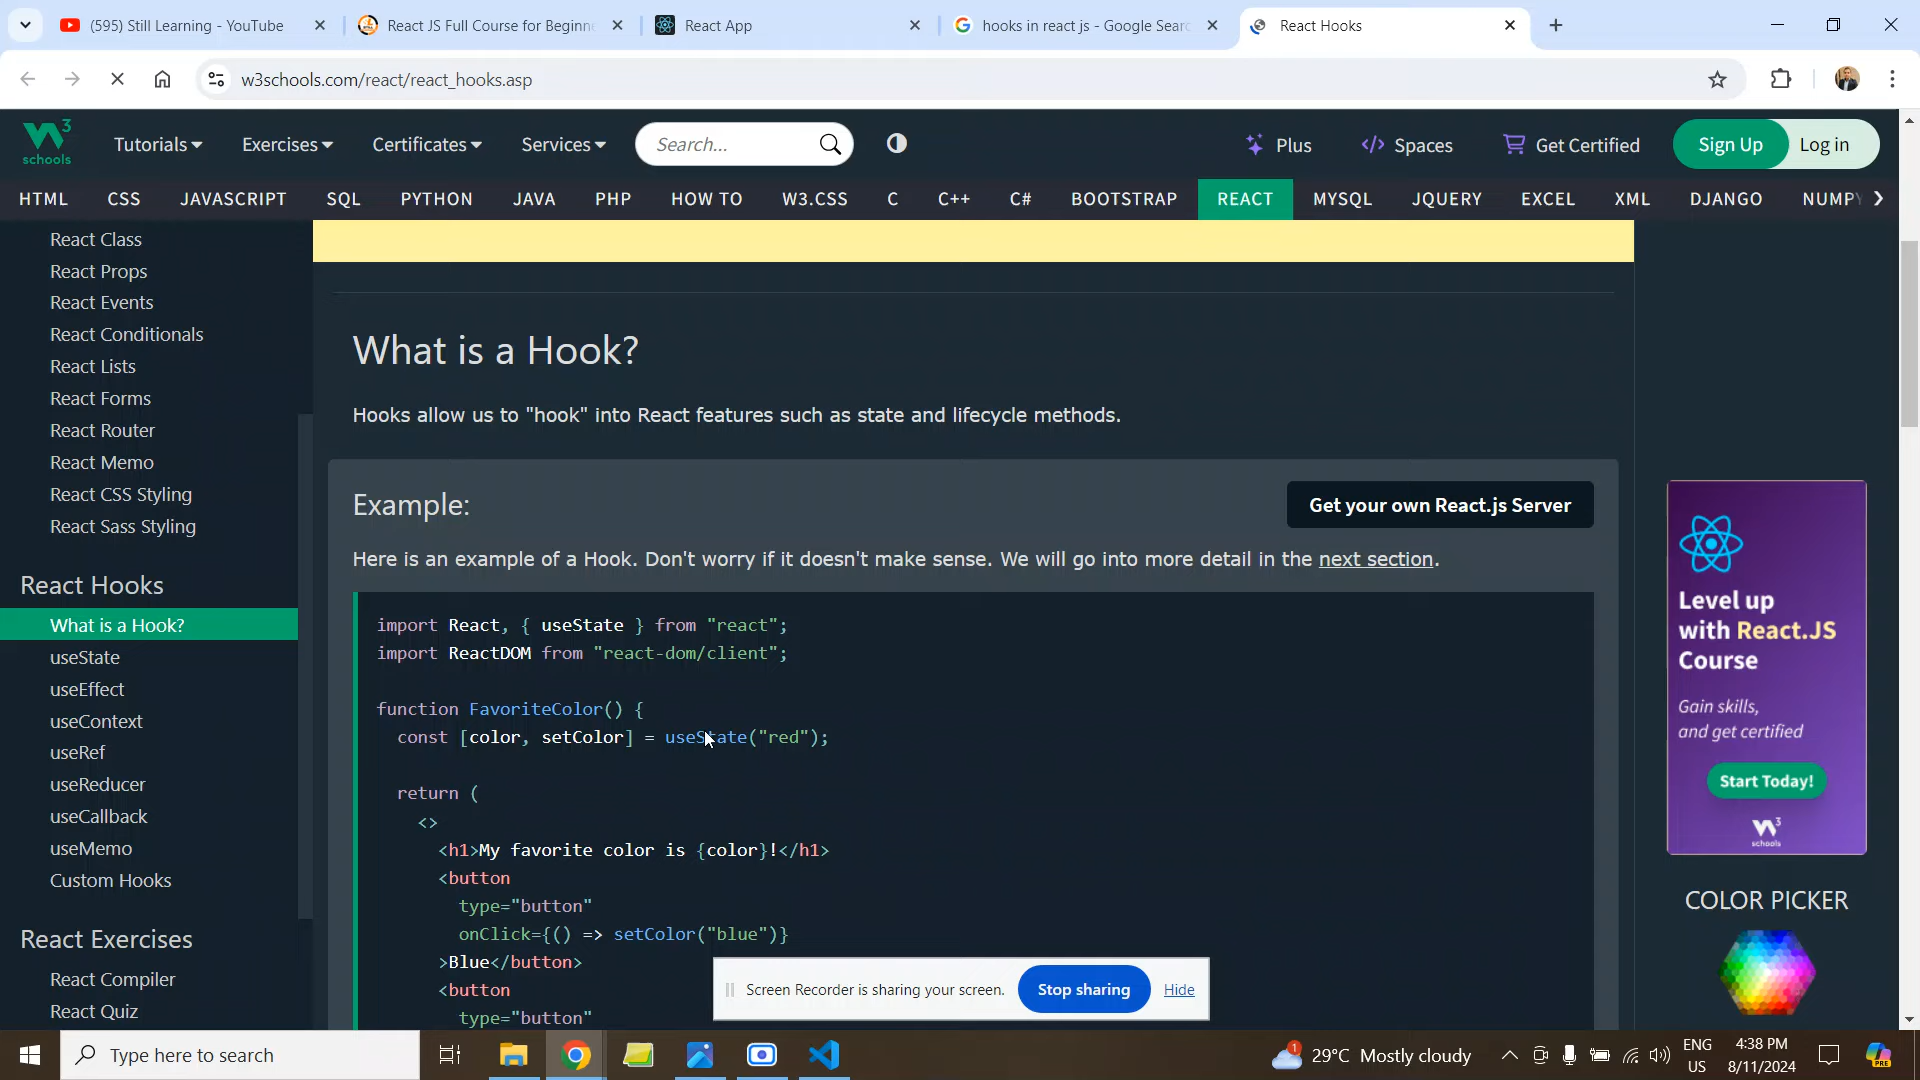 (595) Still Learning - YouTube
React JS Full Course for Beginne
React App
hooks in react js - Google Searc
React Hooks
w3schools.com/react/react_hooks.asp
W3 schools
Tutorials
Exercises
Certificates
Services
Search...
Plus
Spaces
Get Certified
Sign Up
Log in
HTML CSS JAVASCRIPT SQL PYTHON JAVA PHP HOW TO W3.CSS C C++ C# BOOTSTRAP REACT MYSQL JQUERY EXCEL XML DJANGO NUMPY
React Class
React Props
React Events
React Conditionals
React Lists
React Forms
React Router
React Memo
React CSS Styling
React Sass Styling
React Hooks
What is a Hook?
useState
useEffect
useContext
useRef
useReducer
useCallback
useMemo
Custom Hooks
React Exercises
React Compiler
React Quiz
What is a Hook?
Hooks allow us to "hook" into React features such as state and lifecycle methods.
Example:
Get your own React.js Server
Here is an example of a Hook. Don't worry if it doesn't make sense. We will go into more detail in the next section.
import React, { useState } from "react";
import ReactDOM from "react-dom/client";
function FavoriteColor() {
const [color, setColor] = useState("red");
return (
<>
<h1>My favorite color is {color}!</h1>
<button
type="button"
onClick={() => setColor("blue")}
>Blue</button>
<button
type="button"
Level up
with React.JS
Course
Gain skills,
and get certified
Start Today!
W3 schools
COLOR PICKER
Screen Recorder is sharing your screen.
Stop sharing
Hide
Type here to search
1
29°C Mostly cloudy
ENG
US
4:38 PM
8/11/2024
PRE